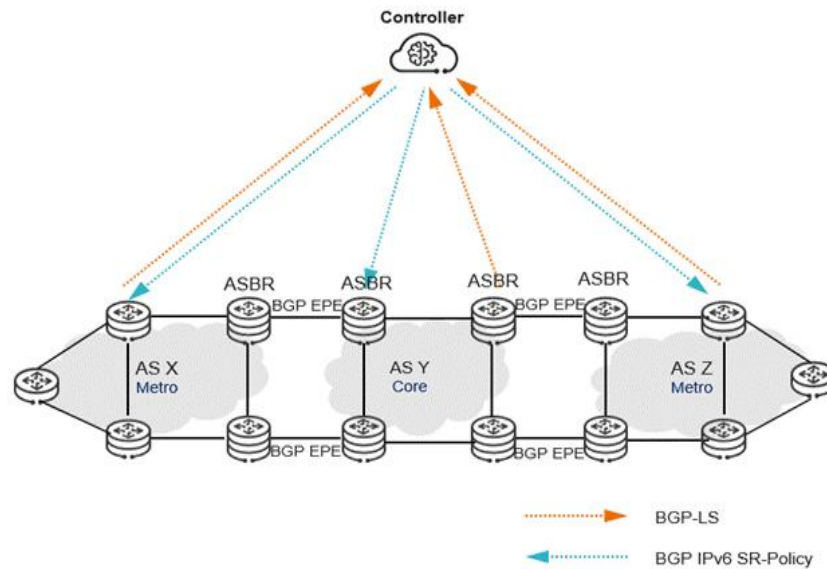 Controller
ASBR
ASBR
ASBR
ASBR
BGP EPE
BGP EPE
AS X
Metro
AS Y
Core
AS Z
Metro
BGP EPE
BGP EPE
BGP-LS
BGP IPv6 SR-Policy